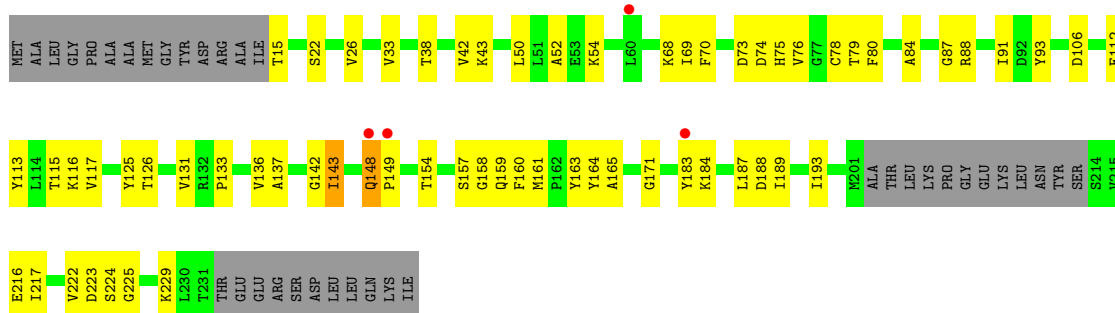 MET ALA LEU GLY PRO ALA ALA MET GLY TYR ASP ARG ALA ILE T15 S22 V26 V33 T38 V42 K43 L50 L51 A52 E53 K54 L60 K68 I69 F70 D73 D74 H75 V76 G77 C78 T79 F80 A84 G87 R88 I91 D92 Y93 D106
Y113 L114 T115 K116 V117 Y125 T126 V131 R132 P133 V136 A137 G142 I143 Q148 P149 T154 S157 G158 Q159 F160 M161 P162 Y163 Y164 A165 G171 Y183 K184 L187 D188 I189 I193 M201 ALA THR LEU LYS PRO GLY GLU LYS LEU ASN TYR SER S214
E216 I217 V222 D223 S224 G225 K229 L230 T231 THR GLU GLU ARG SER ASP LEU LEU GLN LYS ILE